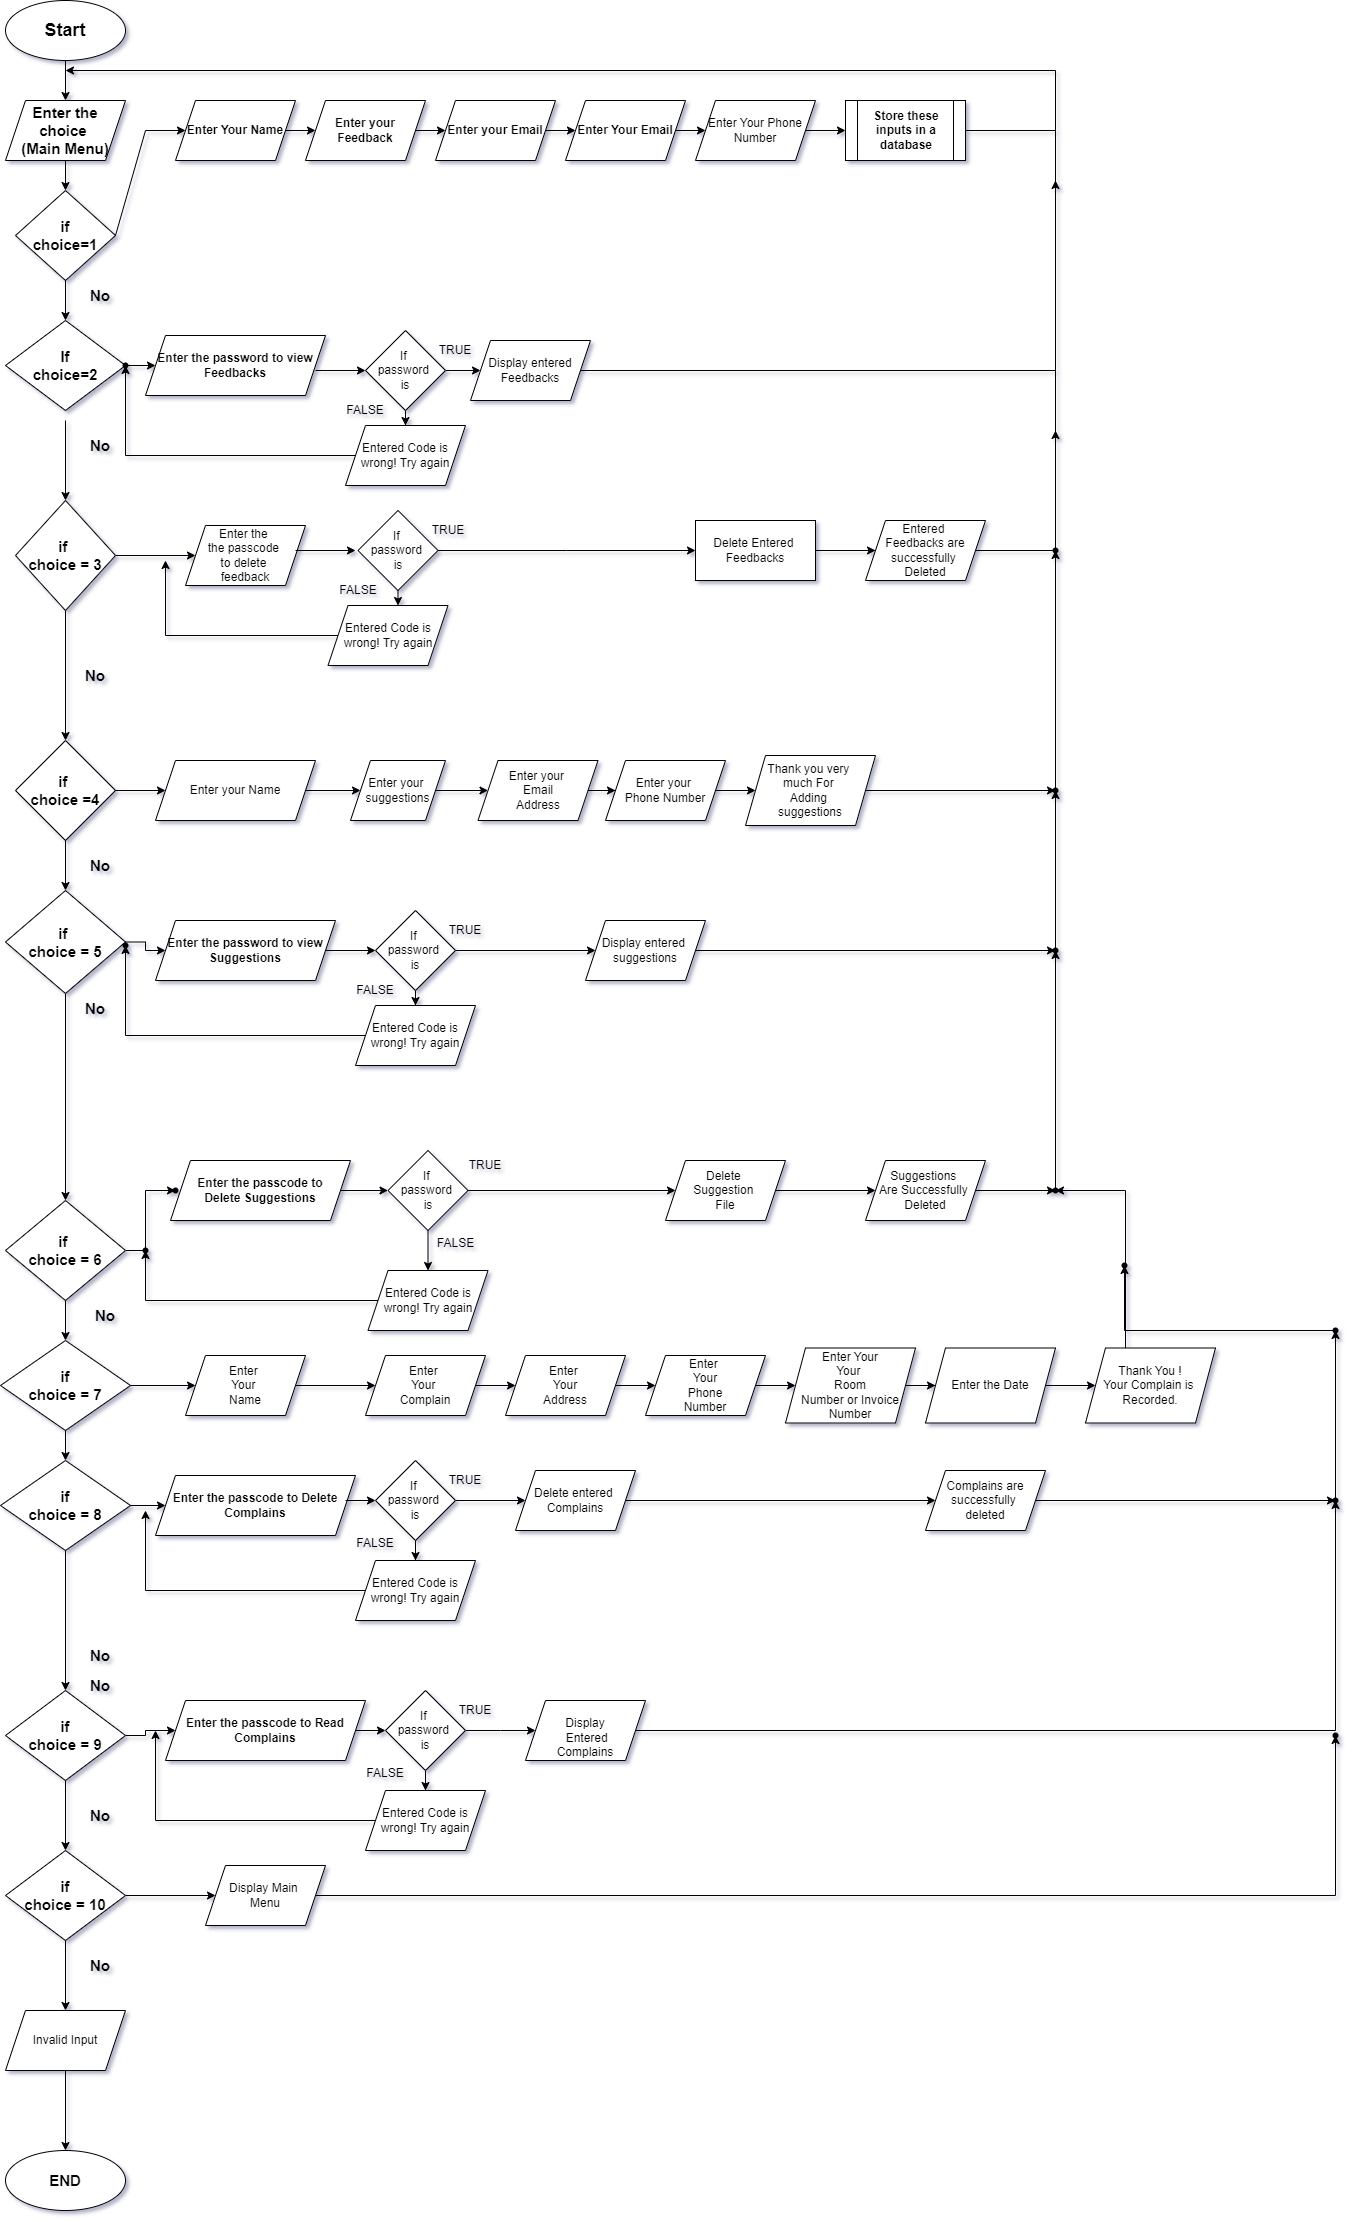 Start
Enter the
choice
(Main Menu)
Enter Your Name
Enter your
Feedback
Enter your Email
Enter Your Email
Enter Your Phone
Number
Store these
inputs in a
database
if
choice=1
No
If
choice=2
Enter the password to view
Feedbacks
If
password
is
TRUE
Display entered
Feedbacks
FALSE
Entered Code is
wrong! Try again
No
if
choice = 3
Enter the
the passcode
to delete
feedback
If
password
is
TRUE
Delete Entered
Feedbacks
Entered
Feedbacks are
successfully
Deleted
FALSE
Entered Code is
wrong! Try again
No
if
choice =4
Enter your Name
Enter your
suggestions
Enter your
Email
Address
Enter your
Phone Number
Thank you very
much For
Adding
suggestions
No
if
choice = 5
Enter the password to view
Suggestions
If
password
is
TRUE
Display entered
suggestions
FALSE
Entered Code is
wrong! Try again
No
if
choice = 6
Enter the passcode to
Delete Suggestions
If
password
is
TRUE
Delete
Suggestion
File
Suggestions
Are Successfully
Deleted
FALSE
Entered Code is
wrong! Try again
No
if
choice = 7
Enter
Your
Name
Enter
Your
Complain
Enter
Your
Address
Enter
Your
Phone
Number
Enter Your
Your
Room
Number or Invoice
Number
Enter the Date
Thank You !
Your Complain is
Recorded.
if
choice = 8
Enter the passcode to Delete
Complains
If
password
is
TRUE
Delete entered
Complains
Complains are
successfully
deleted
FALSE
Entered Code is
wrong! Try again
No
No
if
choice = 9
Enter the passcode to Read
Complains
If
password
is
TRUE
Display
Entered
Complains
FALSE
Entered Code is
wrong! Try again
No
if
choice = 10
Display Main
Menu
No
Invalid Input
END